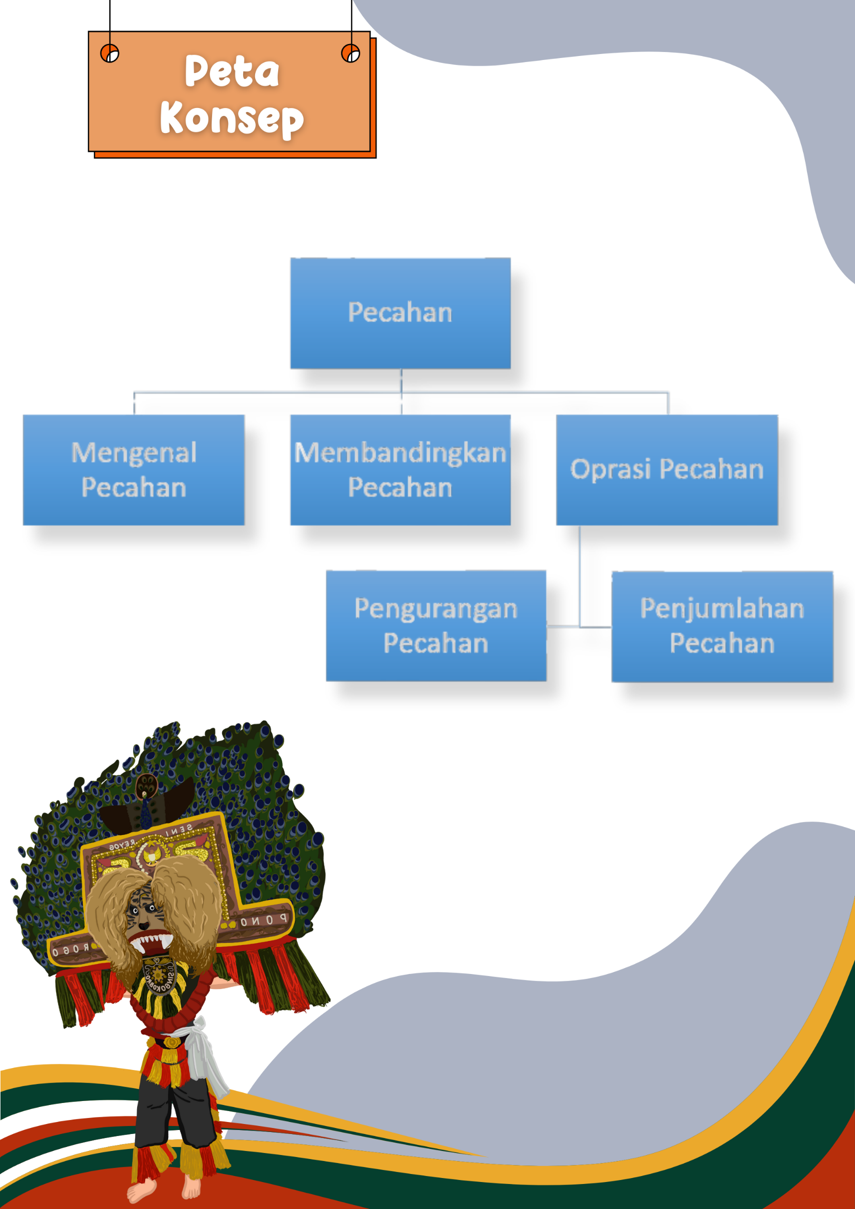 Peta
Konsep
Pecahan
Mengenal
Pecahan
Membandingkan
Pecahan
Oprasi Pecahan
Pengurangan
Pecahan
Penjumlahan
Pecahan
SENI REYOG
PONO
ROGO